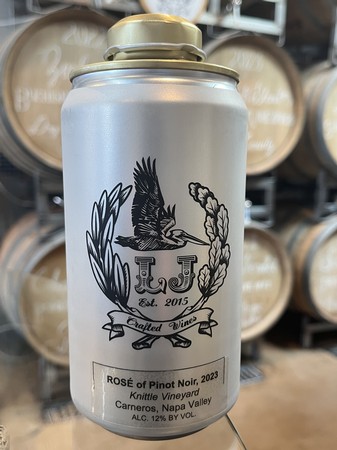 LJ
Est. 2015
Crafted Wines
ROSÉ of Pinot Noir, 2023
Knittle Vineyard
Carneros, Napa Valley
ALC. 12% BY VOL.